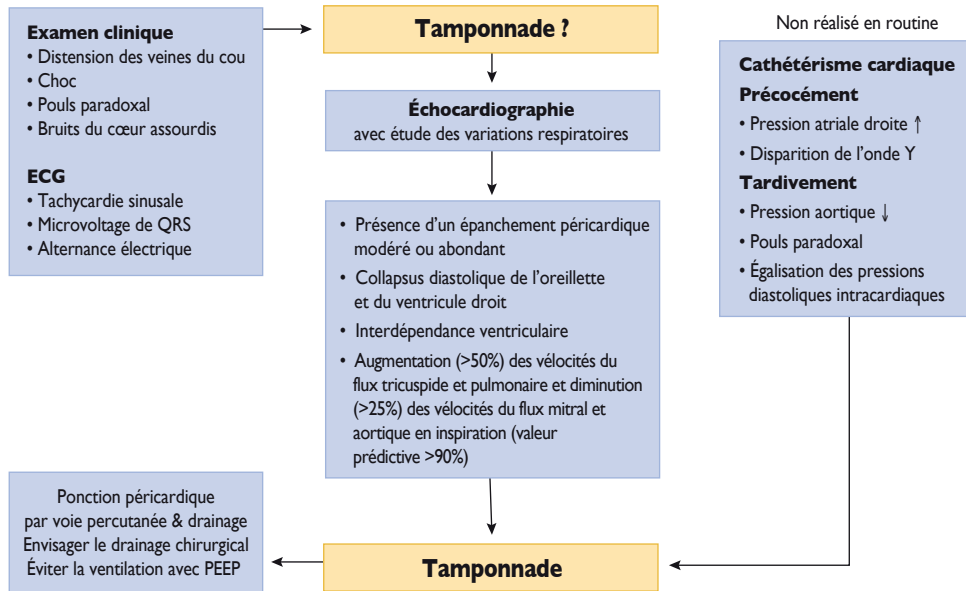 Examen clinique
• Distension des veines du cou
• Choc
• Pouls paradoxal
• Bruits du cœur assourdis
ECG
• Tachycardie sinusale
• Microvoltage de QRS
• Alternance électrique
Tamponnade ?
Échocardiographie
avec étude des variations respiratoires
• Présence d’un épanchement péricardique
modéré ou abondant
• Collapsus diastolique de l’oreillette
et du ventricule droit
• Interdépendance ventriculaire
• Augmentation (>50%) des vélocités du
flux tricuspide et pulmonaire et diminution
(>25%) des vélocités du flux mitral et
aortique en inspiration (valeur
prédictive >90%)
Non réalisé en routine
Cathétérisme cardiaque
Précocément
• Pression atriale droite ↑
• Disparition de l’onde Y
Tardivement
• Pression aortique ↓
• Pouls paradoxal
• Égalisation des pressions
diastoliques intracardiaques
Tamponnade
Ponction péricardique
par voie percutanée & drainage
Envisager le drainage chirurgical
Éviter la ventilation avec PEEP